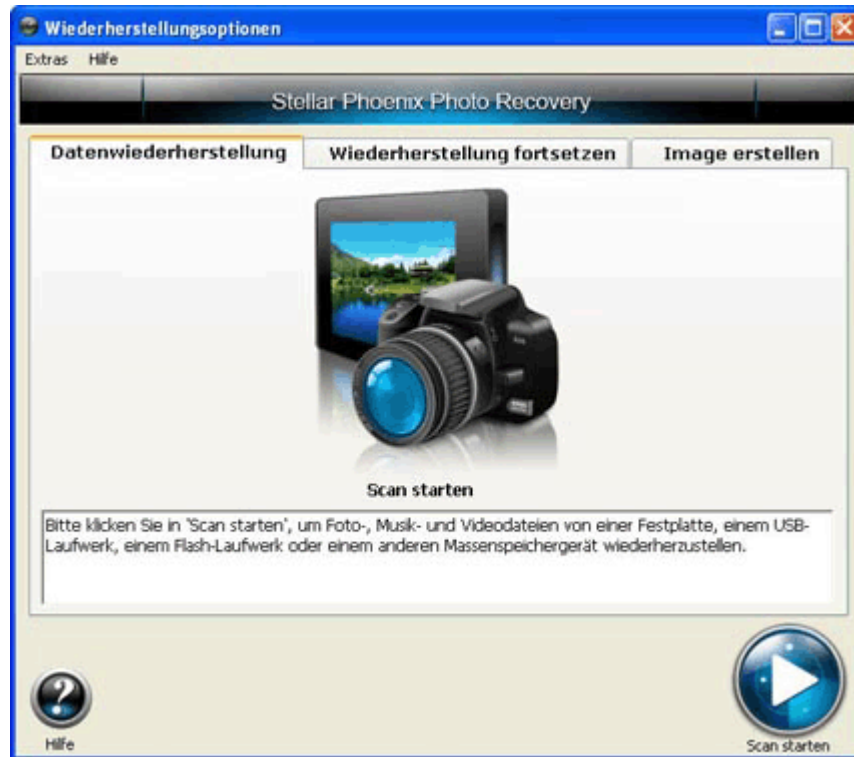 Wiederherstellungsoptionen
Extras Hilfe
Stellar Phoenix Photo Recovery
Datenwiederherstellung Wiederherstellung fortsetzen Image erstellen
Scan starten
Bitte klicken Sie in 'Scan starten', um Foto-, Musik- und Videodateien von einer Festplatte, einem USB-
Laufwerk, einem Flash-Laufwerk oder einem anderen Massenspeichergerät wiederherzustellen.
Hilfe
Scan starten